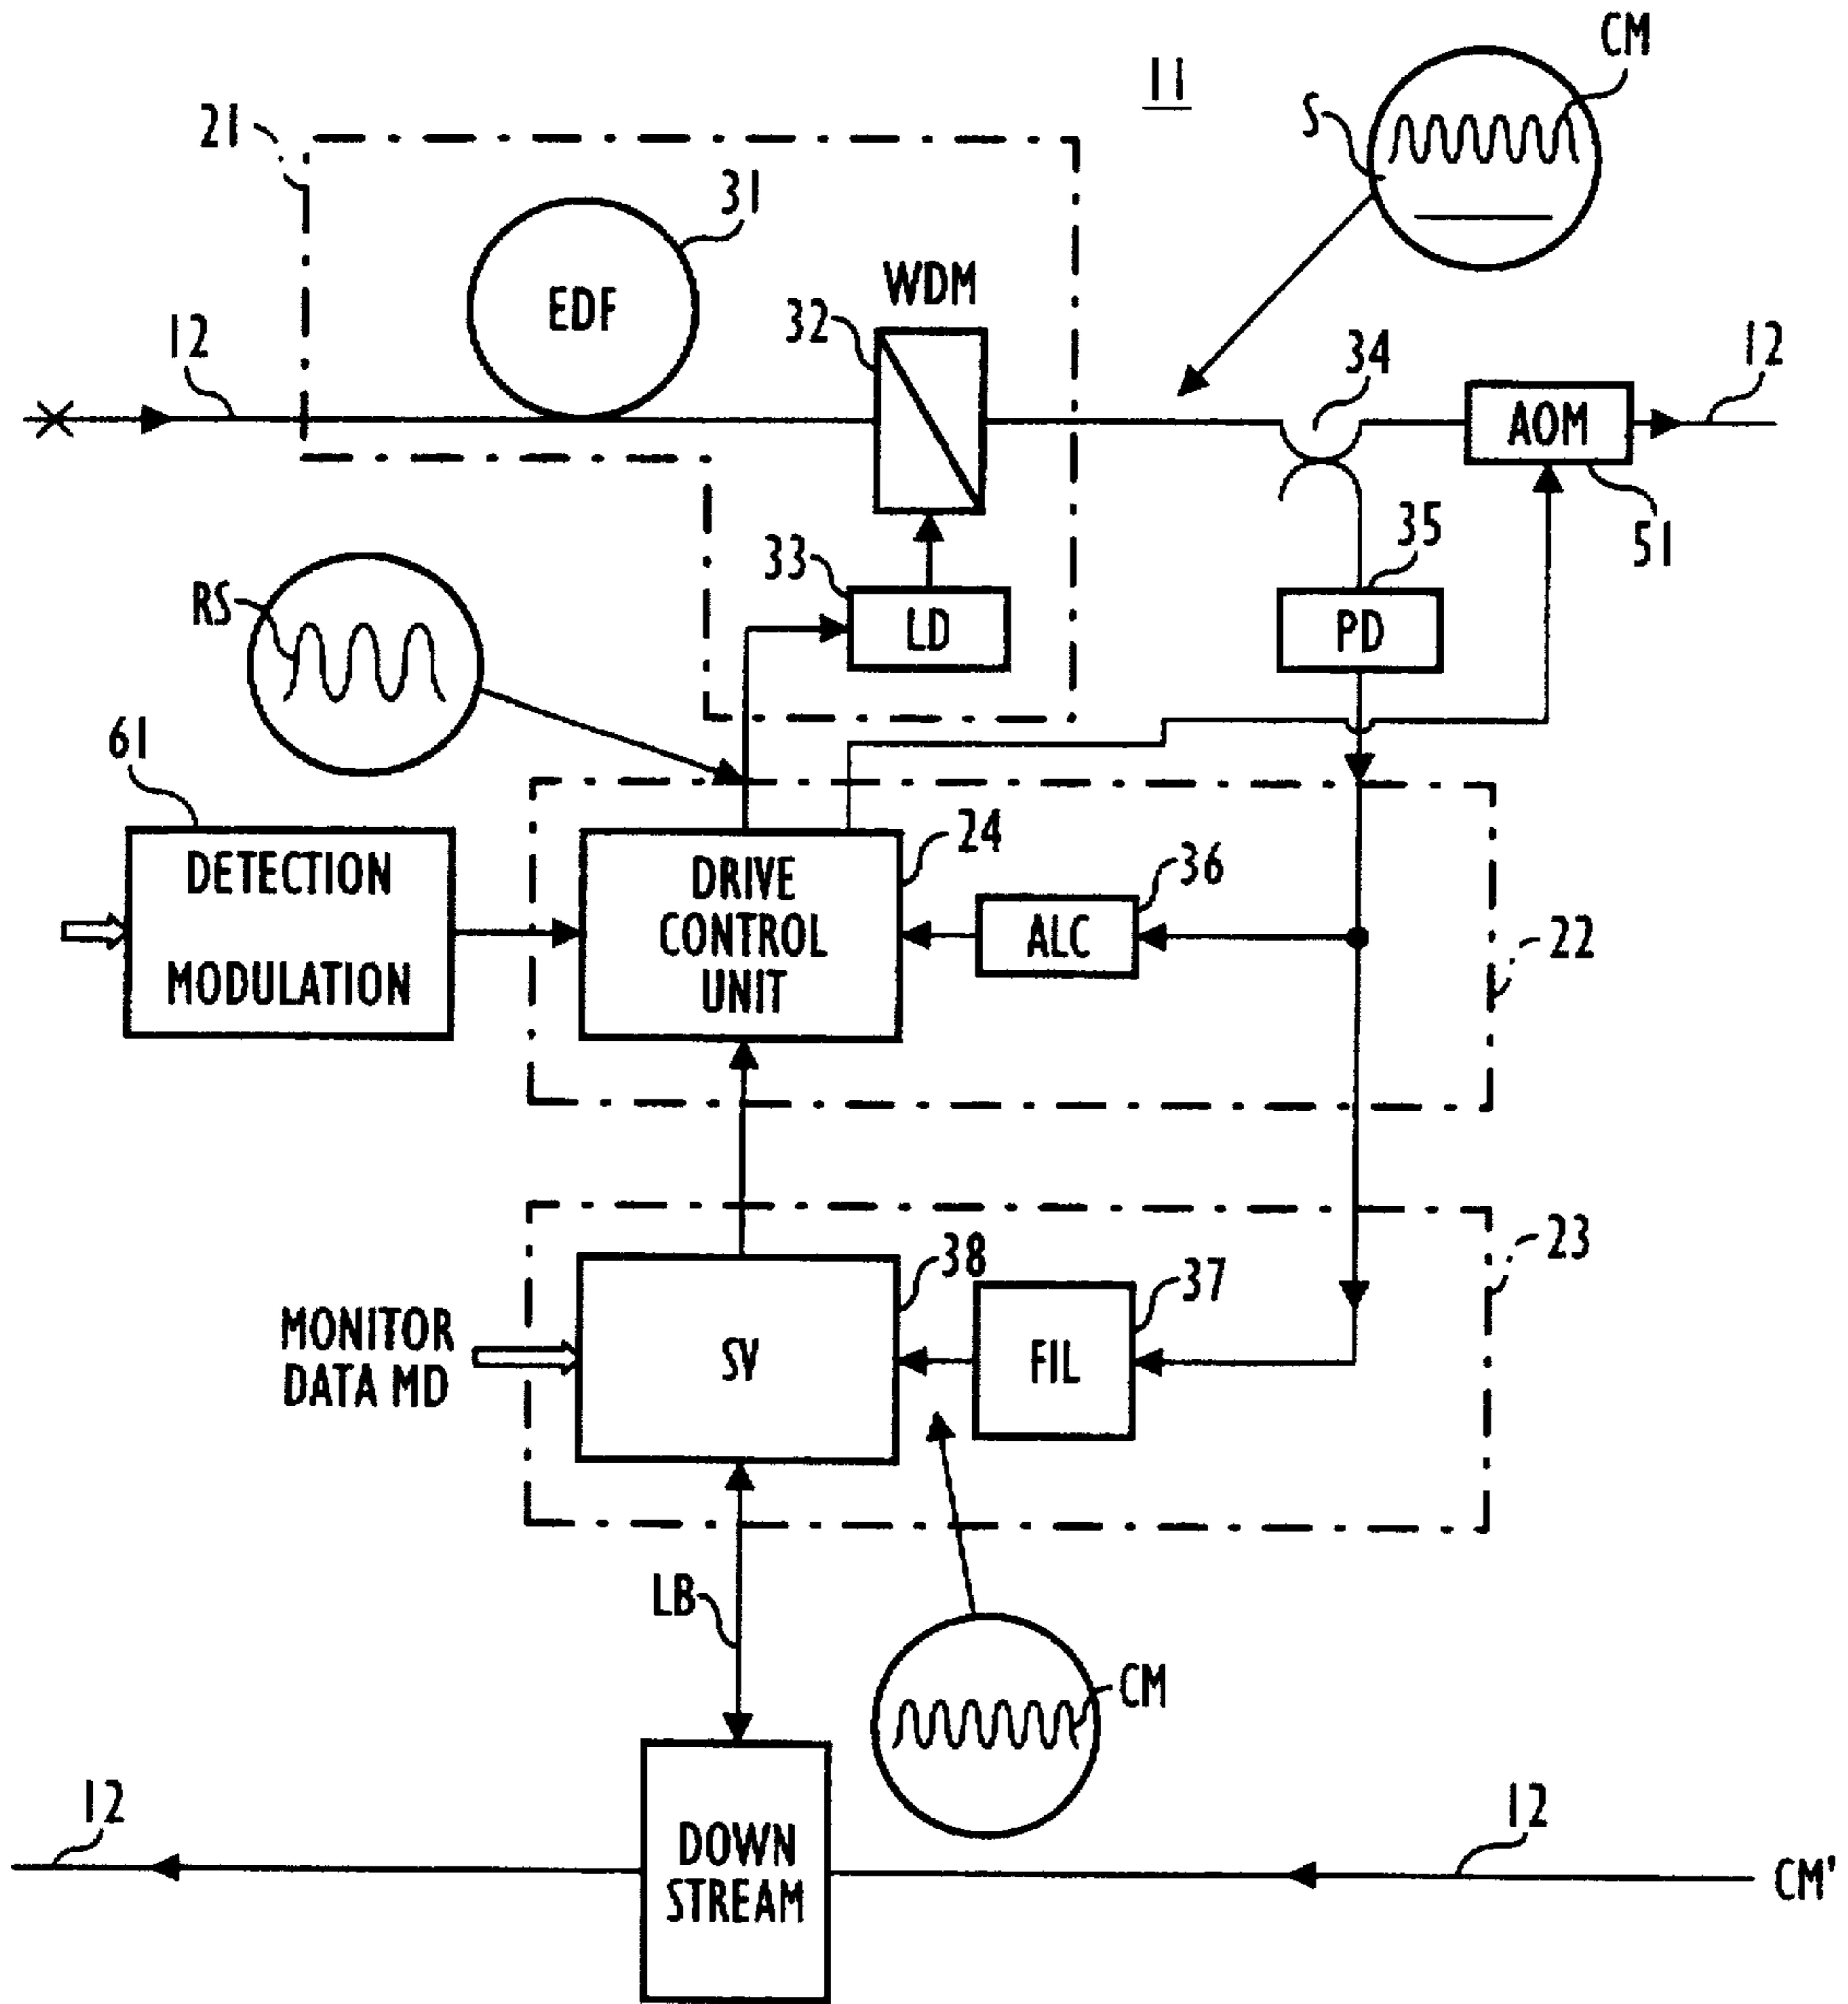 CM
11
S
21
31
EDF
WDM
32
12
34
12
AOM
51
33
LD
35
PD
RS
61
DETECTION
MODULATION
24
DRIVE
CONTROL
UNIT
36
ALC
22
23
38
SV
37
FIL
MONITOR
DATA MD
LB
CM
12
DOWN
STREAM
12
CM'